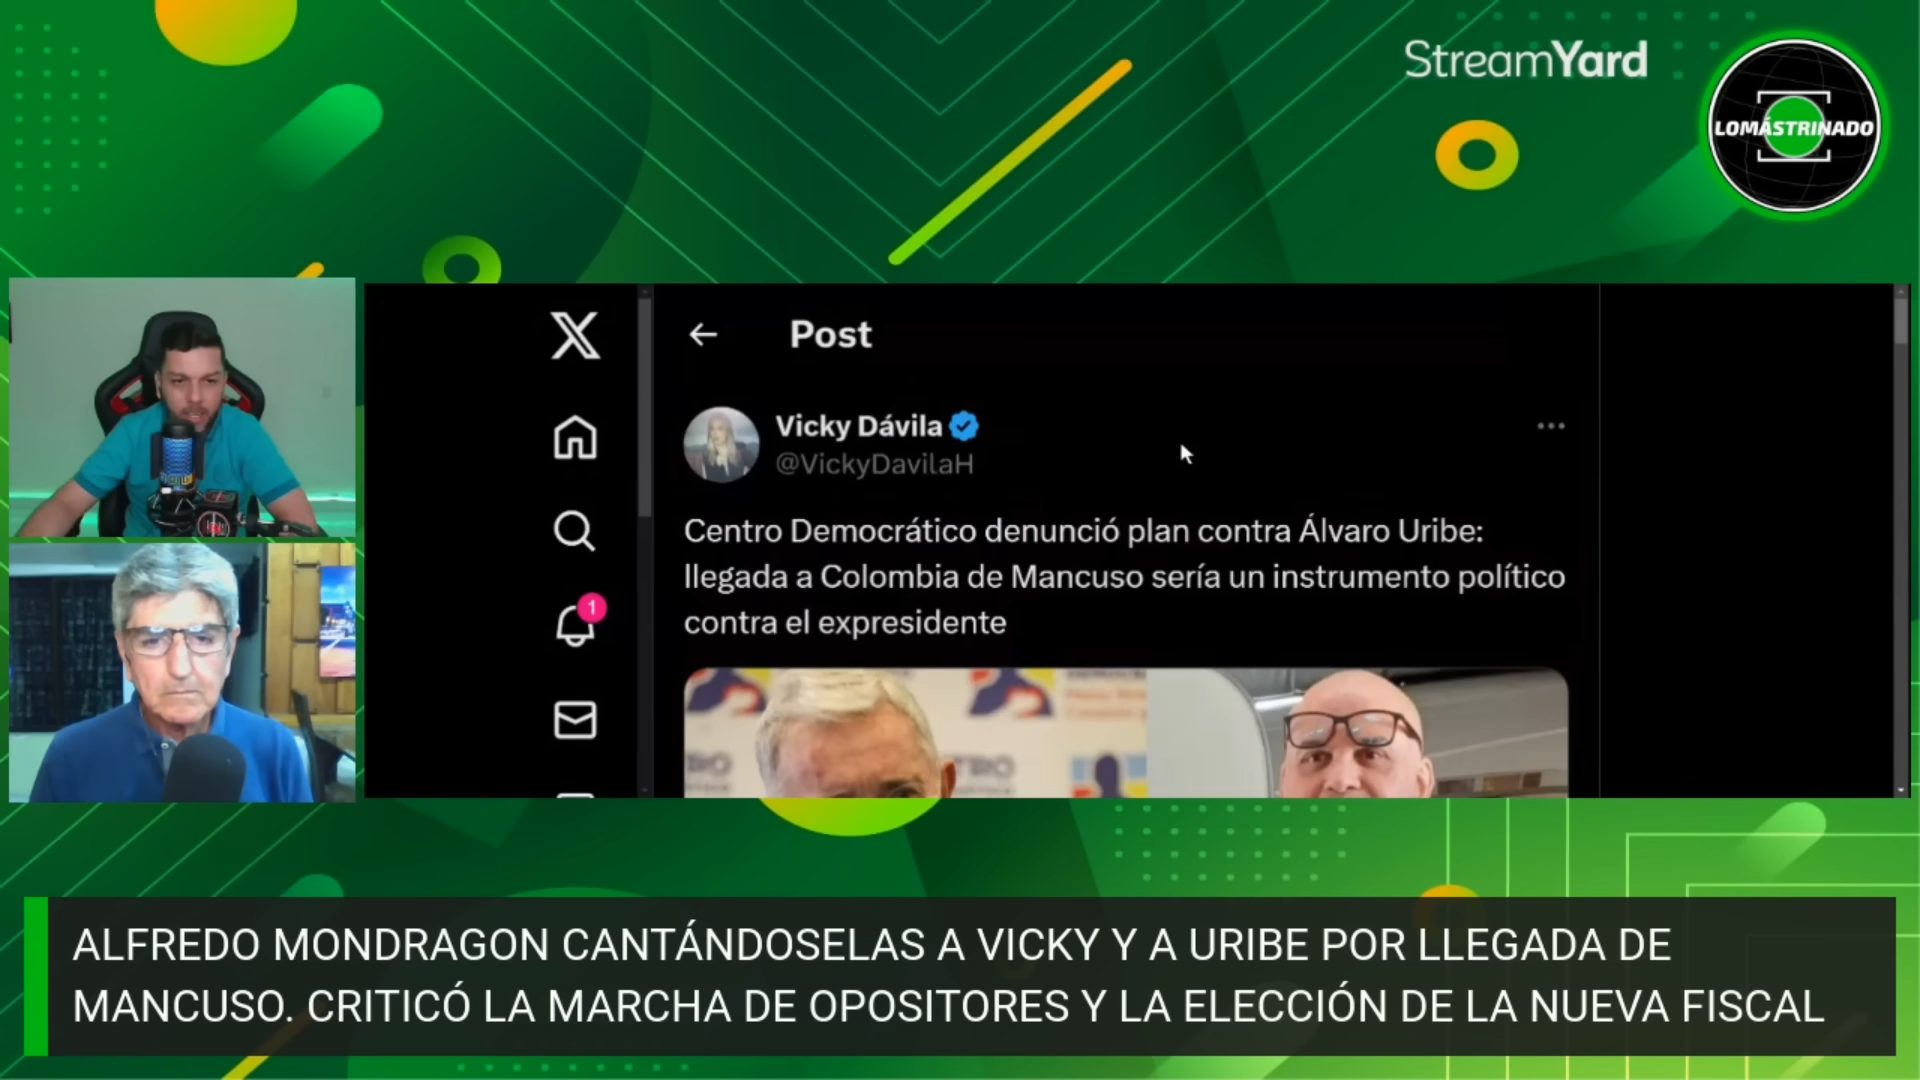 StreamYard
LOMÁSTRINADO
Post
Vicky Dávila
@VickyDavilaH
Centro Democrático denunció plan contra Álvaro Uribe:
llegada a Colombia de Mancuso sería un instrumento político
contra el expresidente
1
ALFREDO MONDRAGON CANTÁNDOSELAS A VICKY Y A URIBE POR LLEGADA DE
MANCUSO. CRITICÓ LA MARCHA DE OPOSITORES Y LA ELECCIÓN DE LA NUEVA FISCAL